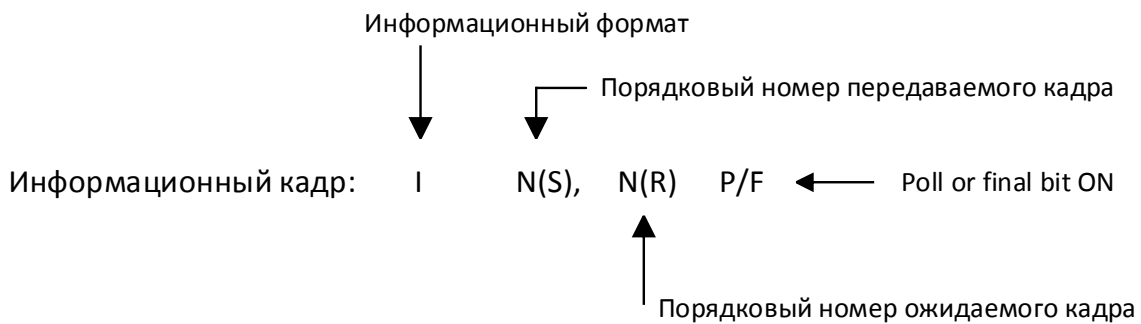 Информационный формат
Порядковый номер передаваемого кадра
Информационный кадр: I N(S), N(R) P/F Poll or final bit ON
Порядковый номер ожидаемого кадра